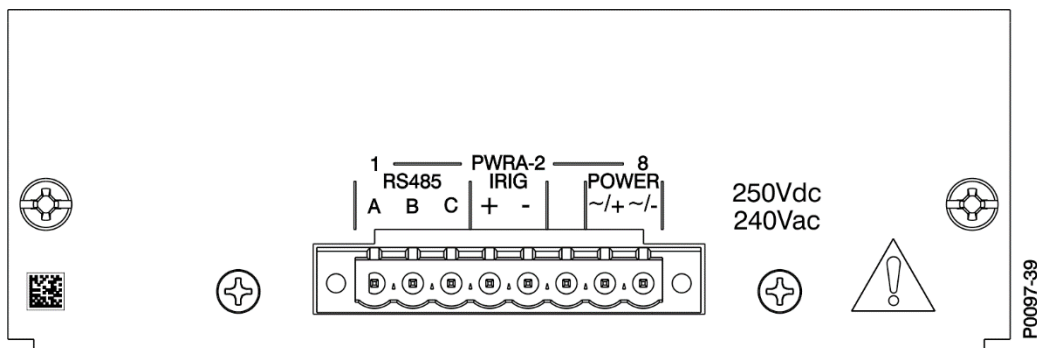 1 PWRA-2 8
RS485 IRIG POWER
A B C + - ~/+ ~/-
250Vdc
240Vac
P0097-39